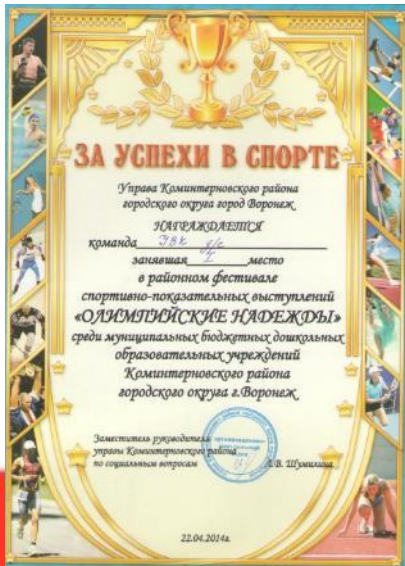 ЗА УСПЕХИ В СПОРТЕ
Управа Коминтерновского района
городского округа город Воронеж
НАГРАЖДАЕТСЯ
команда УВК д/с
занявшая I место
в районном фестивале
спортивно-показательных выступлений
«ОЛИМПИЙСКИЕ НАДЕЖДЫ»
среди муниципальных бюджетных дошкольных
образовательных учреждений
Коминтерновского района
городского округа г.Воронеж
Заместитель руководителя
управы Коминтерновского района
по социальным вопросам Шумилина
22.04.2014г.